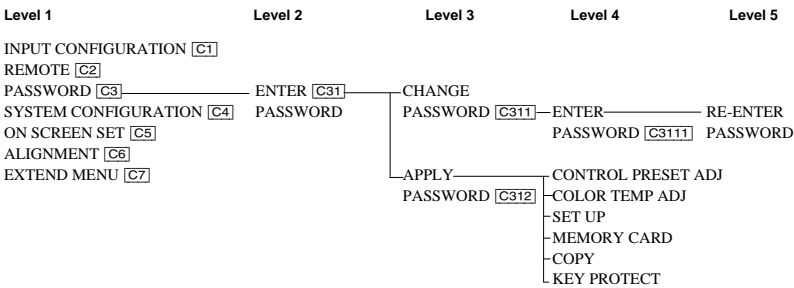 Level 1 Level 2 Level 3 Level 4 Level 5
INPUT CONFIGURATION C1
REMOTE C2
PASSWORD C3 ENTER C31 CHANGE
SYSTEM CONFIGURATION C4 PASSWORD PASSWORD C311 ENTER RE-ENTER
ON SCREEN SET C5 PASSWORD C3111 PASSWORD
ALIGNMENT C6
EXTEND MENU C7 APPLY CONTROL PRESET ADJ
PASSWORD C312 COLOR TEMP ADJ
SET UP
MEMORY CARD
COPY
KEY PROTECT